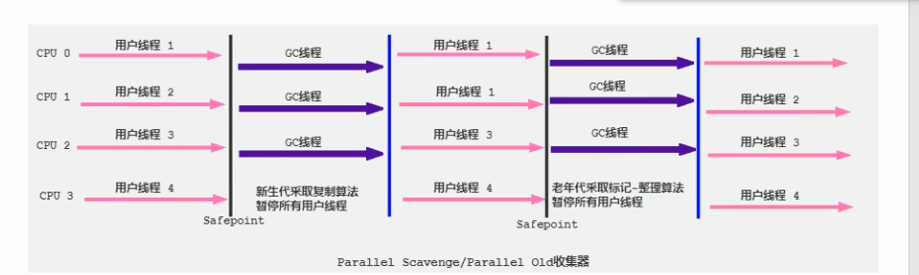 CPU 0 用户线程 1 GC线程 用户线程 1 GC线程 用户线程 1
CPU 1 用户线程 2 GC线程 用户线程 1 GC线程 用户线程 2
CPU 2 用户线程 3 GC线程 用户线程 3 GC线程 用户线程 3
CPU 3 用户线程 4 新生代采取复制算法 用户线程 4 老年代采取标记-整理算法 用户线程 4
暂停所有用户线程 暂停所有用户线程
Safepoint Safepoint
Parallel Scavenge/Parallel Old收集器